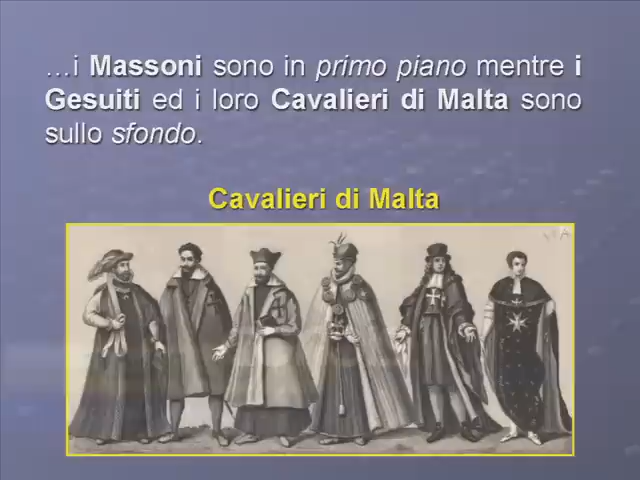 …i Massoni sono in primo piano mentre i
Gesuiti ed i loro Cavalieri di Malta sono
sullo sfondo.
Cavalieri di Malta